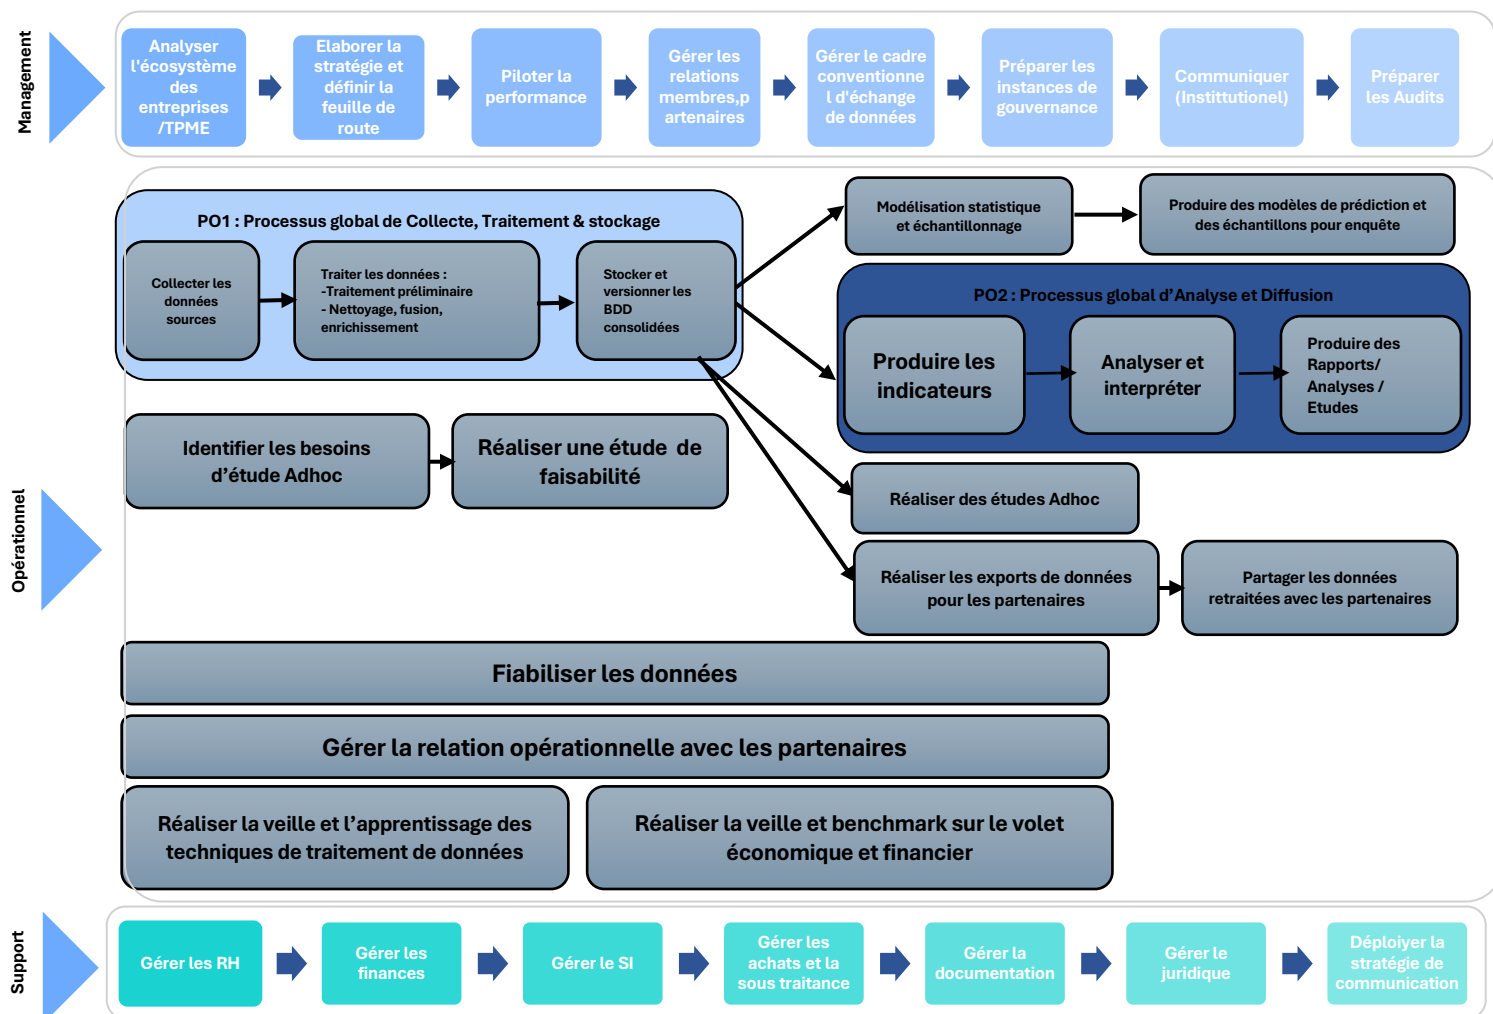 Management
Analyser
l'écosystème
des
entreprises
/TPME
Elaborer la
stratégie et
définir la
feuille de
route
Piloter la
performance
Gérer les
relations
membres,p
artenaires
Gérer le cadre
conventionne
l d'échange
de données
Préparer les
instances de
gouvernance
Communiquer
(Instittutionel)
Préparer
les Audits
Opérationnel
PO1 : Processus global de Collecte, Traitement & stockage
Collecter les
données
sources
Traiter les données :
-Traitement préliminaire
- Nettoyage, fusion,
enrichissement
Stocker et
versionner les
BDD
consolidées
Modélisation statistique
et échantillonnage
Produire des modèles de prédiction et
des échantillons pour enquête
PO2 : Processus global d'Analyse et Diffusion
Produire les
indicateurs
Analyser et
interpréter
Produire des
Rapports/
Analyses /
Etudes
Identifier les besoins
d'étude Adhoc
Réaliser une étude de
faisabilité
Réaliser des études Adhoc
Réaliser les exports de données
pour les partenaires
Partager les données
retraitées avec les partenaires
Fiabiliser les données
Gérer la relation opérationnelle avec les partenaires
Réaliser la veille et l'apprentissage des
techniques de traitement de données
Réaliser la veille et benchmark sur le volet
économique et financier
Support
Gérer les RH
Gérer les
finances
Gérer le SI
Gérer les
achats et la
sous traitance
Gérer la
documentation
Gérer le
juridique
Déploiyer la
stratégie de
communication